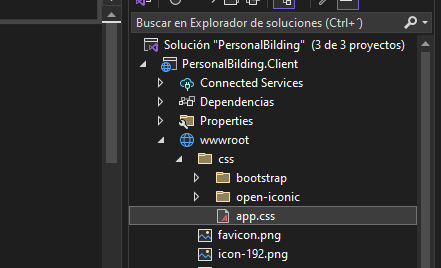 Buscar en Explorador de soluciones (Ctrl+´)
Solución "PersonalBilding" (3 de 3 proyectos)
PersonalBilding.Client
Connected Services
Dependencias
Properties
wwwroot
css
bootstrap
open-iconic
app.css
favicon.png
icon-192.png